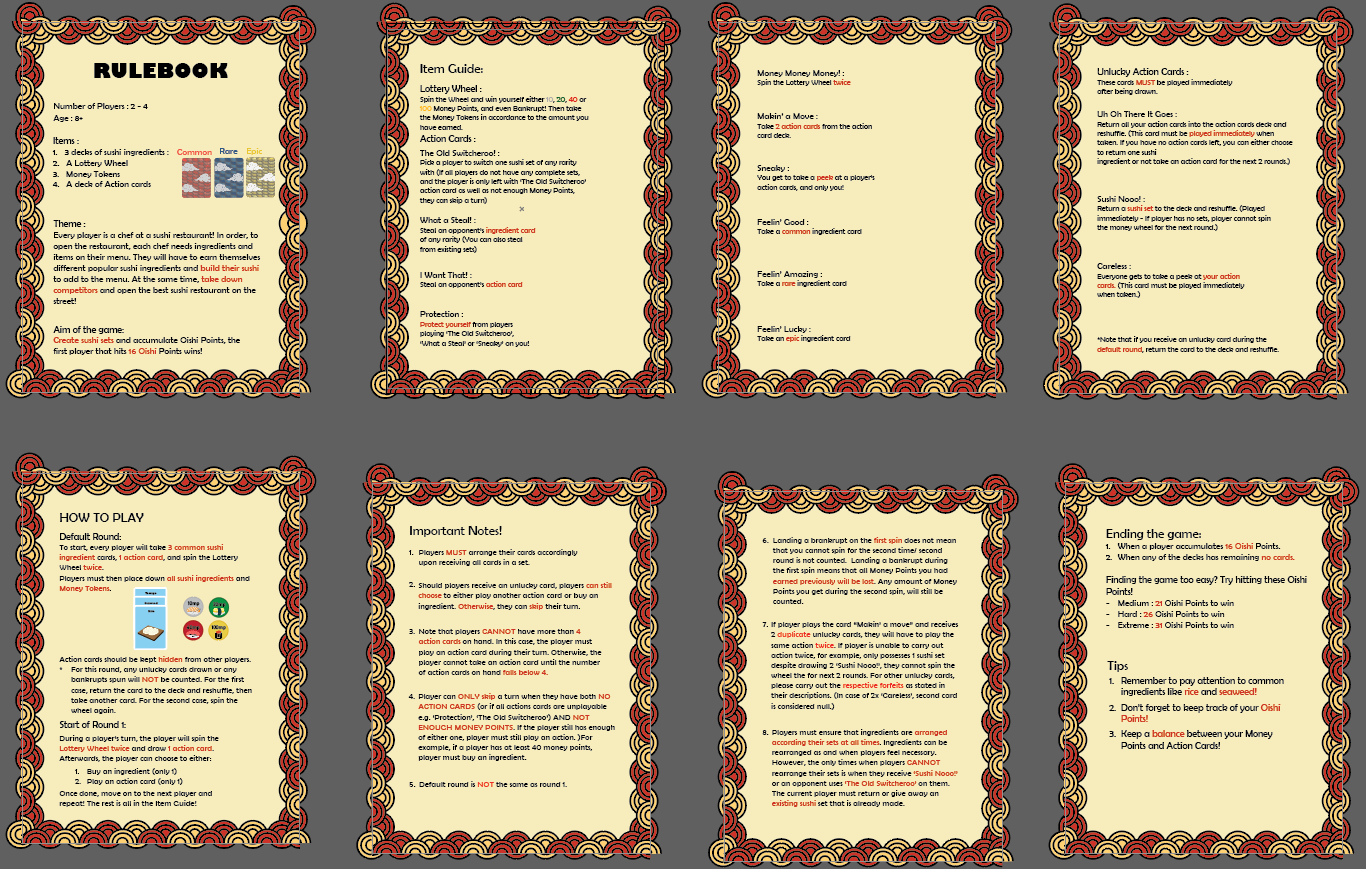 RULEBOOK
Number of Players : 2 - 4
Age : 8+
Items :
1. 3 decks of sushi ingredients : Common Rare Epic
2. A Lottery Wheel
3. Money Tokens
4. A deck of Action cards
Theme :
Every player is a chef at a sushi restaurant! In order, to
open the restaurant, each chef needs ingredients and
items on their menu. They will have to earn themselves
different popular sushi ingredients and build their sushi
to add to the menu. At the same time, take down
competitors and open the best sushi restaurant on the
street!
Aim of the game:
Create sushi sets and accumulate Oishi Points, the
first player that hits 16 Oishi Points wins!
Item Guide:
Lottery Wheel :
Spin the Wheel and win yourself either 10, 20, 40 or
100 Money Points, and even Bankrupt! Then take
the Money Tokens in accordance to the amount you
have earned.
Action Cards :
The Old Switcheroo! :
Pick a player to switch one sushi set of any rarity
with (If all players do not have any complete sets,
and the player is only left with 'The Old Switcheroo'
action card as well as not enough Money Points,
they can skip a turn)
What a Steal! :
Steal an opponent's ingredient card
of any rarity (You can also steal
from existing sets)
I Want That! :
Steal an opponent's action card
Protection :
Protect yourself from players
playing 'The Old Switcheroo',
'What a Steal' or 'Sneaky' on you!
Money Money Money! :
Spin the Lottery Wheel twice
Makin' a Move :
Take 2 action cards from the action
card deck.
Sneaky :
You get to take a peek at a player's
action cards, and only you!
Feelin' Good :
Take a common ingredient card
Feelin' Amazing :
Take a rare ingredient card
Feelin' Lucky :
Take an epic ingredient card
Unlucky Action Cards :
These cards MUST be played immediately
after being drawn.
Uh Oh There It Goes :
Return all your action cards into the action cards deck and
reshuffle. (This card must be played immediately when
taken. If you have no action cards left, you can either choose
to return one sushi
ingredient or not take an action card for the next 2 rounds.)
Sushi Nooo! :
Return a sushi set to the deck and reshuffle. (Played
immediately - If player has no sets, player cannot spin
the money wheel for the next round.)
Careless :
Everyone gets to take a peek at your action
cards. (This card must be played immediately
when taken.)
*Note that if you receive an unlucky card during the
default round, return the card to the deck and reshuffle.
HOW TO PLAY
Default Round:
To start, every player will take 3 common sushi
ingredient cards, 1 action card, and spin the Lottery
Wheel twice.
Players must then place down all sushi ingredients and
Money Tokens.
10mp
100mp
Action cards should be kept hidden from other players.
* For this round, any unlucky cards drawn or any
bankrupts spun will NOT be counted. For the first
case, return the card to the deck and reshuffle, then
take another card. For the second case, spin the
wheel again.
Start of Round 1:
During a player's turn, the player will spin the
Lottery Wheel twice and draw 1 action card.
Afterwards, the player can choose to either:
1. Buy an ingredient (only 1)
2. Play an action card (only 1)
Once done, move on to the next player and
repeat! The rest is all in the Item Guide!
Important Notes!
1. Players MUST arrange their cards accordingly
upon receiving all cards in a set.
2. Should players receive an unlucky card, players can still
choose to either play another action card or buy an
ingredient. Otherwise, they can skip their turn.
3. Note that players CANNOT have more than 4
action cards on hand. In this case, the player must
play an action card during their turn. Otherwise, the
player cannot take an action card until the number
of action cards on hand falls below 4.
4. Player can ONLY skip a turn when they have both NO
ACTION CARDS (or if all action cards are unplayable
e.g. 'Protection', 'The Old Switcheroo') AND NOT
ENOUGH MONEY POINTS. If the player still has enough
of either one, player must still play an action. )For
example, if a player has at least 40 money points,
player must buy an ingredient.
5. Default round is NOT the same as round 1.
6. Landing a brankrupt on the first spin does not mean
that you cannot spin for the second time/ second
round is not counted. Landing a bankrupt during
the first spin means that all Money Points you had
earned previously will be lost. Any amount of Money
Points you get during the second spin, will still be
counted.
7. If player plays the card "Makin' a move" and receives
2 duplicate unlucky cards, they will have to play the
same action twice. If player is unable to carry out
action twice, for example, only possesses 1 sushi set
despite drawing 2 'Sushi Nooo!', they cannot spin the
wheel the for next 2 rounds. For other unlucky cards,
please carry out the respective forfeits as stated in
their descriptions. (In case of 2x 'Careless', second card
is considered null.)
8. Players must ensure that ingredients are arranged
according their sets at all times. Ingredients can be
rearranged as and when players feel necessary.
However, the only times when players CANNOT
rearrange their sets is when they receive 'Sushi Nooo!'
or an opponent uses 'The Old Switcheroo' on them.
The current player must return or give away an
existing sushi set that is already made.
Ending the game:
1. When a player accumulates 16 Oishi Points.
2. When any of the decks has remaining no cards.
Finding the game too easy? Try hitting these Oishi
Points!
- Medium : 21 Oishi Points to win
- Hard : 26 Oishi Points to win
- Extreme : 31 Oishi Points to win
Tips
1. Remember to pay attention to common
ingredients like rice and seaweed!
2. Don't forget to keep track of your Oishi
Points!
3. Keep a balance between your Money
Points and Action Cards!